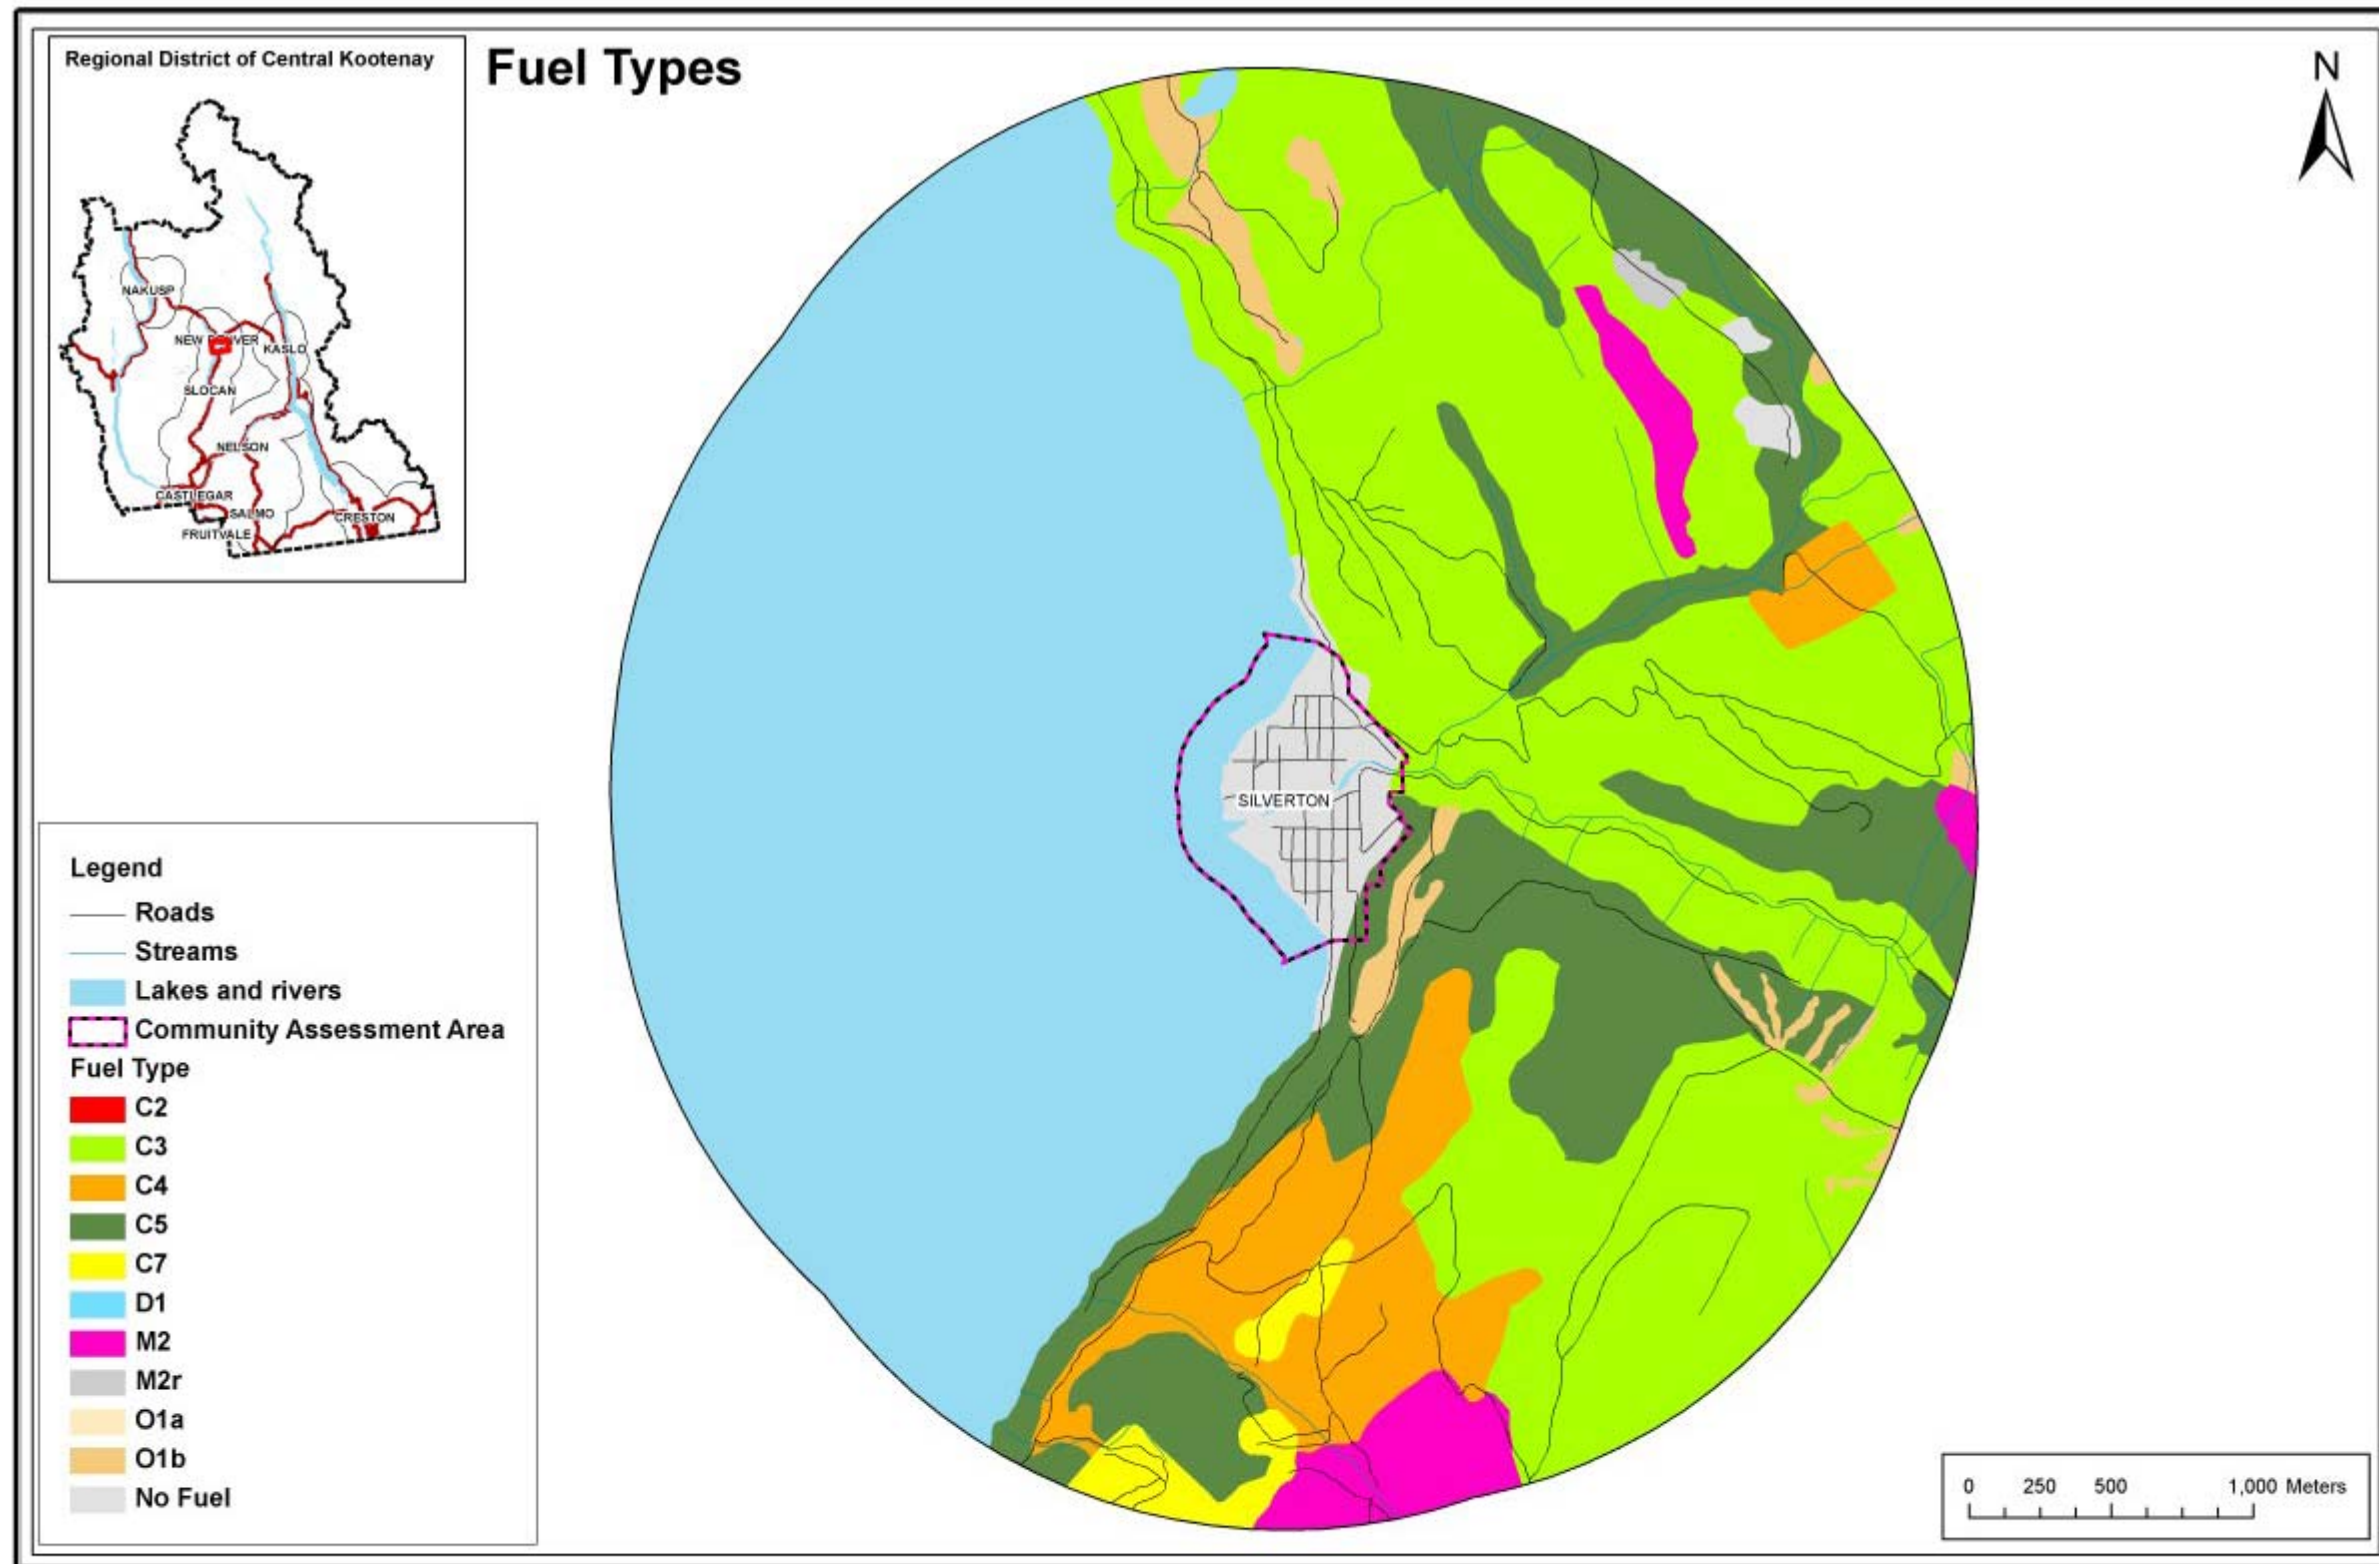 Regional District of Central Kootenay
Fuel Types
N
NAKUSP
KASLO
SLOCAN
NELSON
CASTLEGAR
SALMO
CRESTON
FRUITVALE
SILVERTON
Legend
Roads
Streams
Lakes and rivers
Community Assessment Area
Fuel Type
C2
C3
C4
C5
C7
D1
M2
M2r
O1a
O1b
No Fuel
0 250 500 1,000 Meters